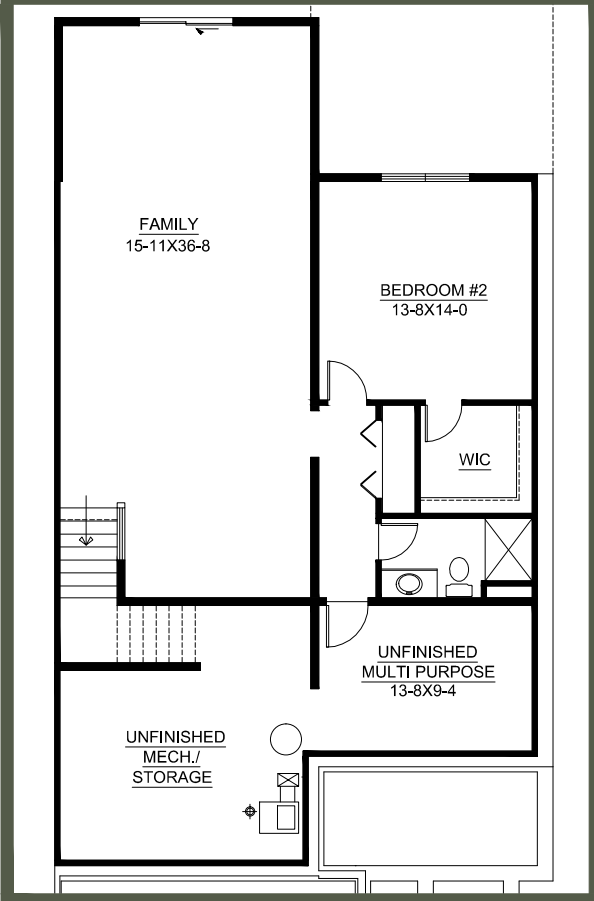 FAMILY
15-11X36-8
BEDROOM #2
13-8X14-0
WIC
UNFINISHED
MULTI PURPOSE
13-8X9-4
UNFINISHED
MECH./
STORAGE